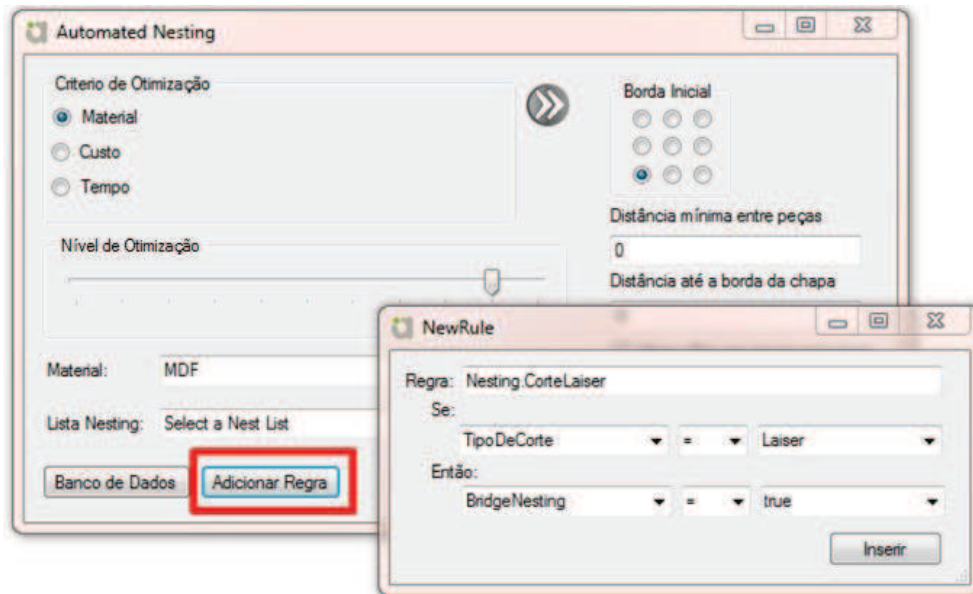 Automated Nesting
Criterio de Otimização
Material
Custo
Tempo
Borda Inicial
Distância mínima entre peças
0
Distância até a borda da chapa
Nível de Otimização
Material: MDF
Lista Nesting: Select a Nest List
Banco de Dados Adicionar Regra
NewRule
Regra: Nesting.CorteLaiser
Se:
TipoDeCorte = Laiser
Então:
BridgeNesting = true
Inserir